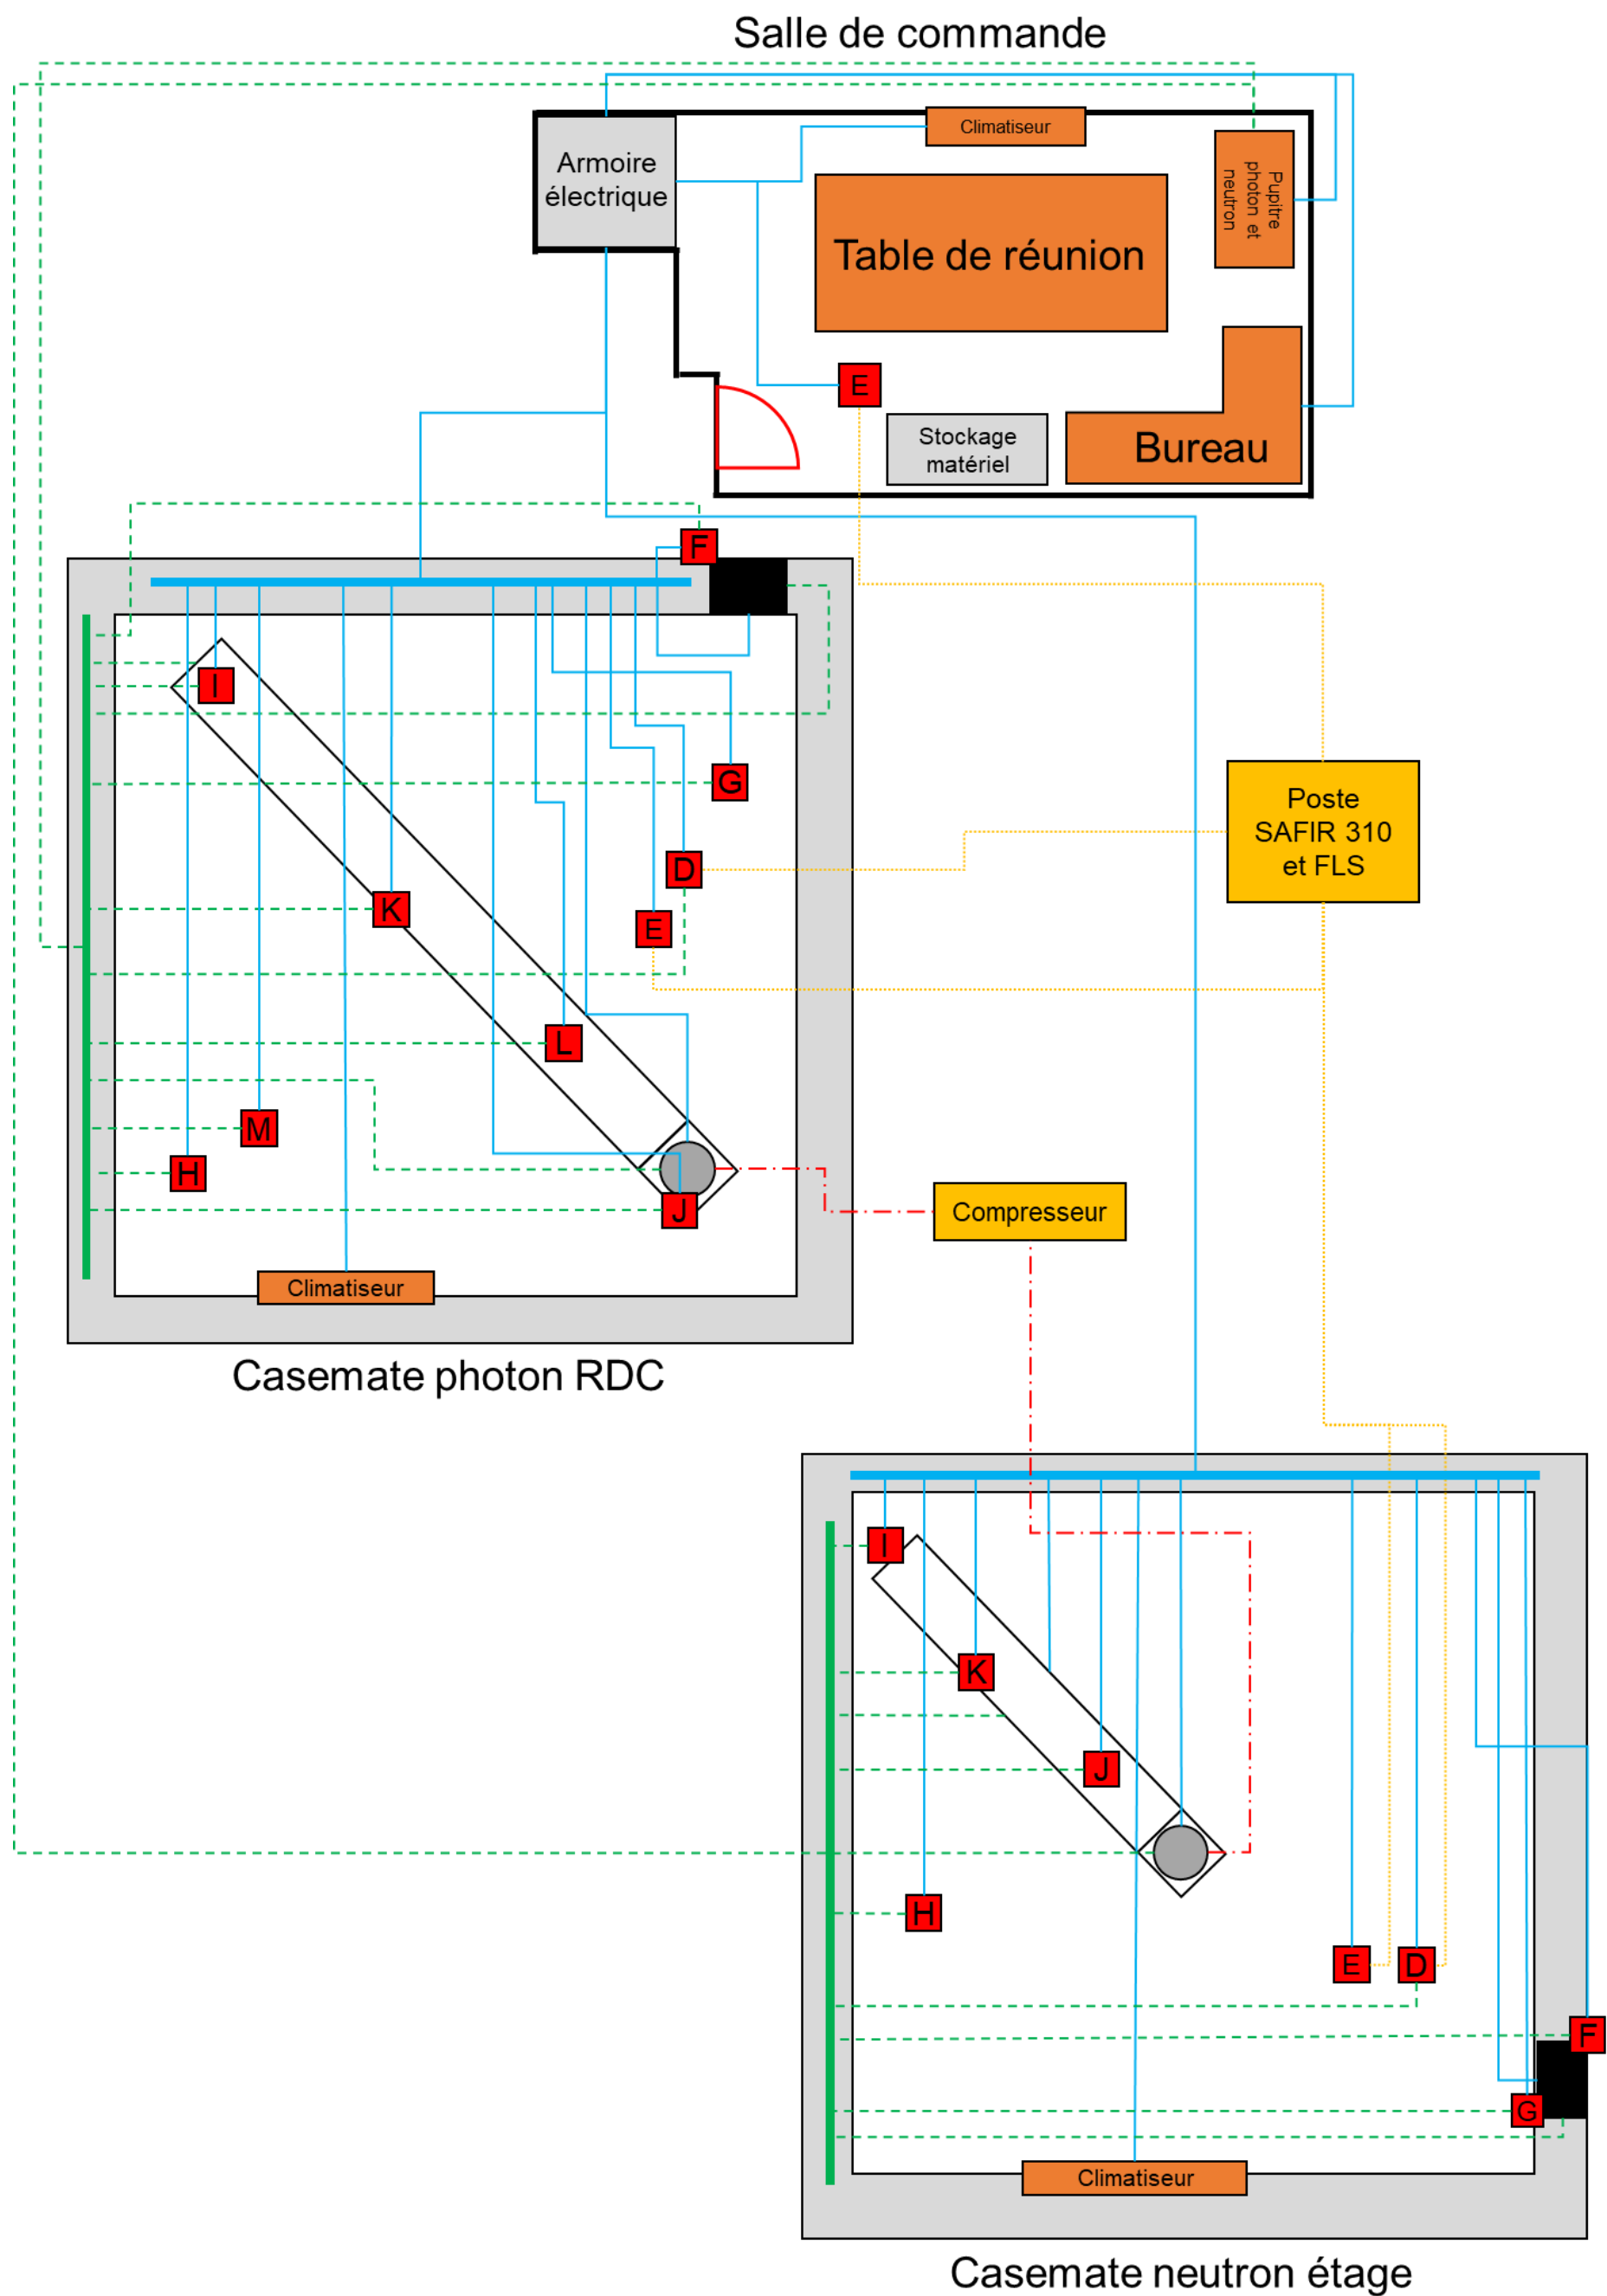 Salle de commande
Climatiseur
Armoire
électrique
Pupitre
photon et
neutron
Table de réunion
E
Stockage
matériel
Bureau
F
I
G
Poste
SAFIR 310
et FLS
D
K
E
L
M
H
J
Compresseur
Climatiseur
Casemate photon RDC
I
K
J
H
E
D
F
G
Climatiseur
Casemate neutron étage